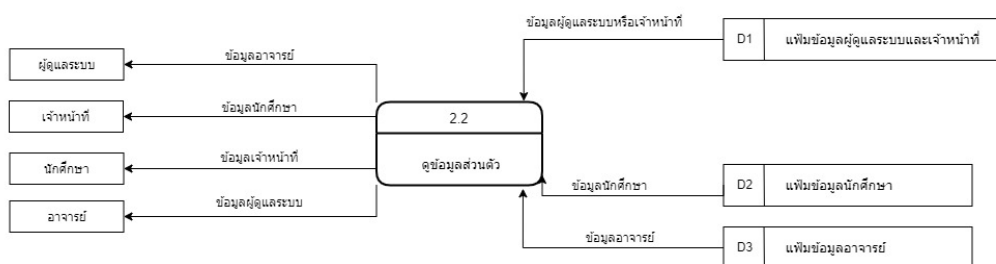 ข้อมูลผู้ดูแลระบบหรือเจ้าหน้าที่
D1 แฟ้มข้อมูลผู้ดูแลระบบและเจ้าหน้าที่
ผู้ดูแลระบบ
ข้อมูลอาจารย์
เจ้าหน้าที่
ข้อมูลนักศึกษา
2.2
ดูข้อมูลส่วนตัว
นักศึกษา
ข้อมูลเจ้าหน้าที่
อาจารย์
ข้อมูลผู้ดูแลระบบ
ข้อมูลนักศึกษา
D2 แฟ้มข้อมูลนักศึกษา
ข้อมูลอาจารย์
D3 แฟ้มข้อมูลอาจารย์